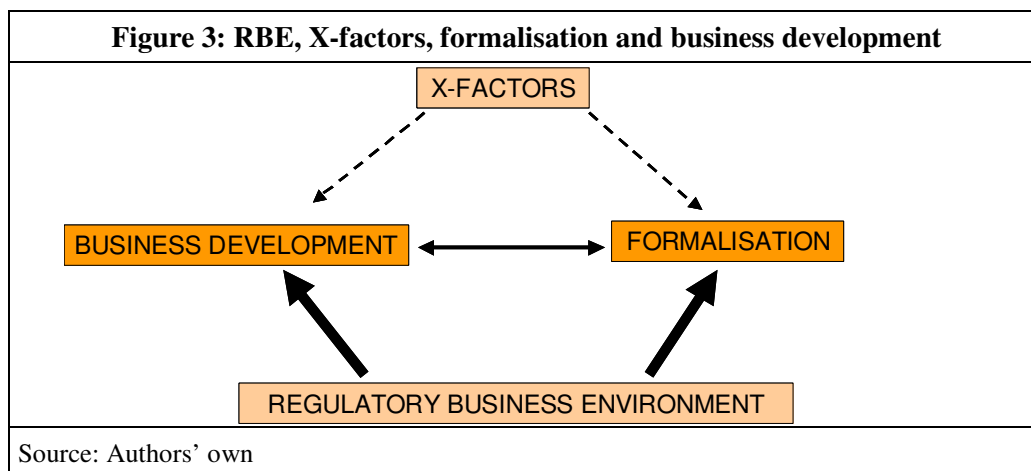 Figure 3: RBE, X-factors, formalisation and business development
X-FACTORS
BUSINESS DEVELOPMENT
FORMALISATION
REGULATORY BUSINESS ENVIRONMENT
Source: Authors’ own